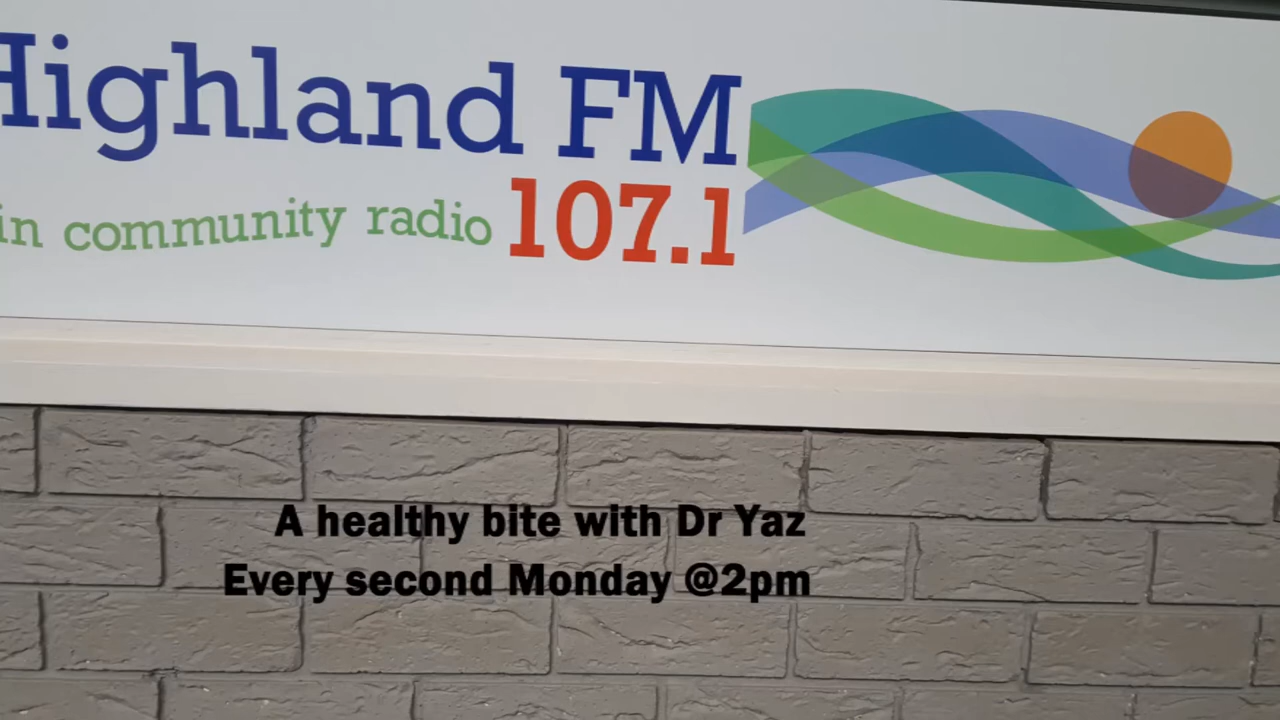 Highland FM
in community radio 107.1
A healthy bite with Dr Yaz
Every second Monday @2pm